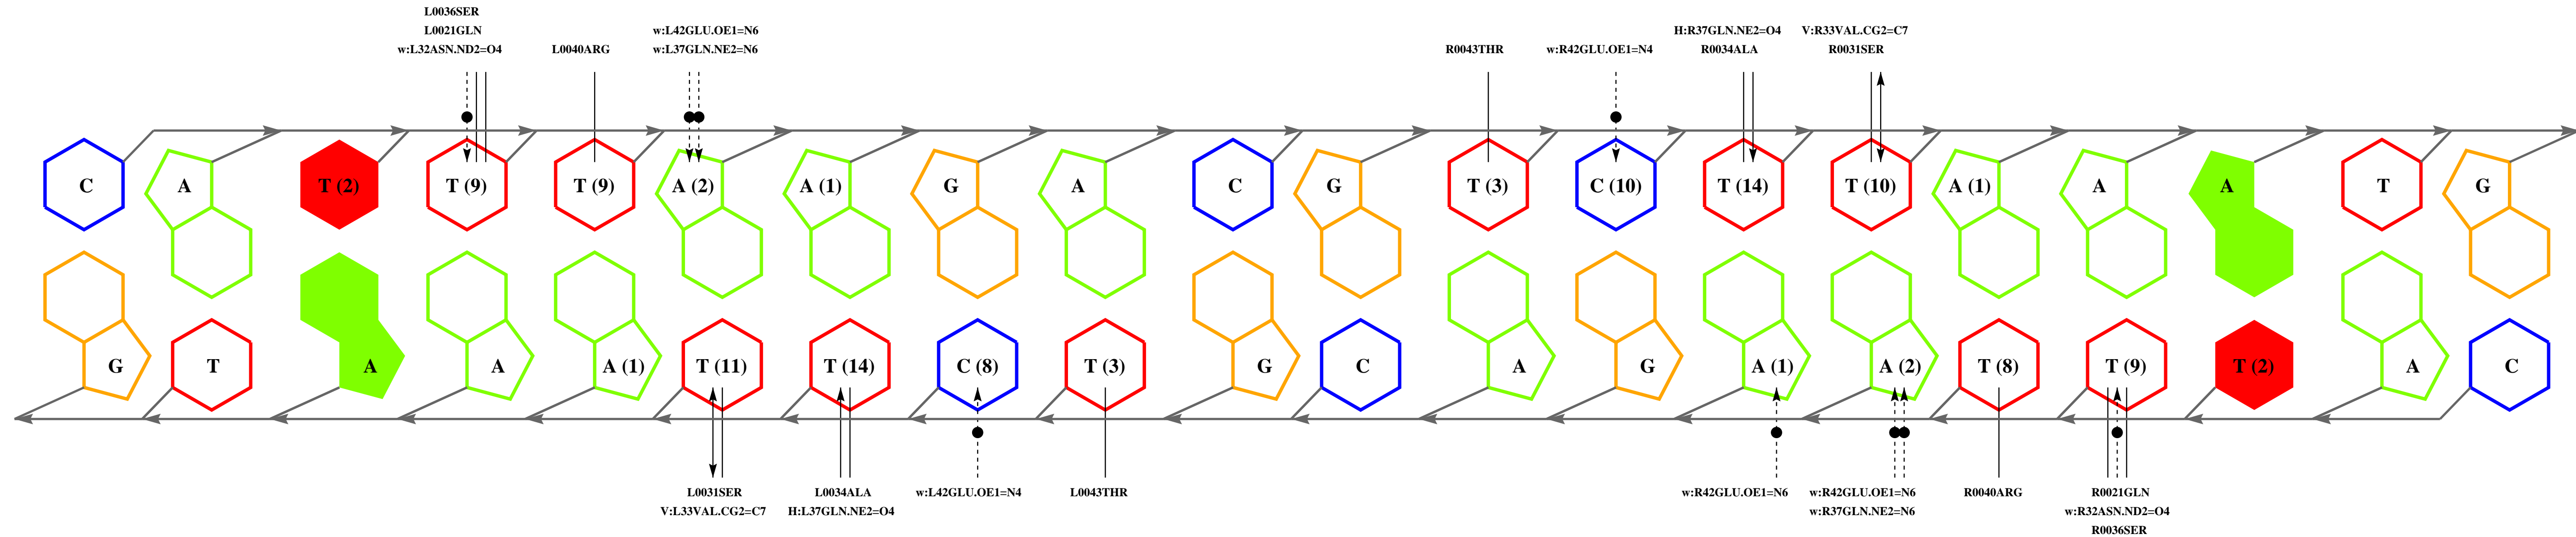 L0036SER
L0021GLN
w:L32ASN.ND2=O4
L0040ARG
w:L42GLU.OE1=N6
w:L37GLN.NE2=N6
R0043THR
w:R42GLU.OE1=N4
H:R37GLN.NE2=O4
R0034ALA
V:R33VAL.CG2=C7
R0031SER
C A T (2) T (9) T (9) A (2) A (1) G A C G T (3) C (10) T (14) T (10) A (1) A A T G
G T A A A (1) T (11) T (14) C (8) T (3) G C A G A (1) A (2) T (8) T (9) T (2) A C
L0031SER
V:L33VAL.CG2=C7
L0034ALA
H:L37GLN.NE2=O4
w:L42GLU.OE1=N4
L0043THR
w:R42GLU.OE1=N6
w:R42GLU.OE1=N6
w:R37GLN.NE2=N6
R0040ARG
R0021GLN
w:R32ASN.ND2=O4
R0036SER